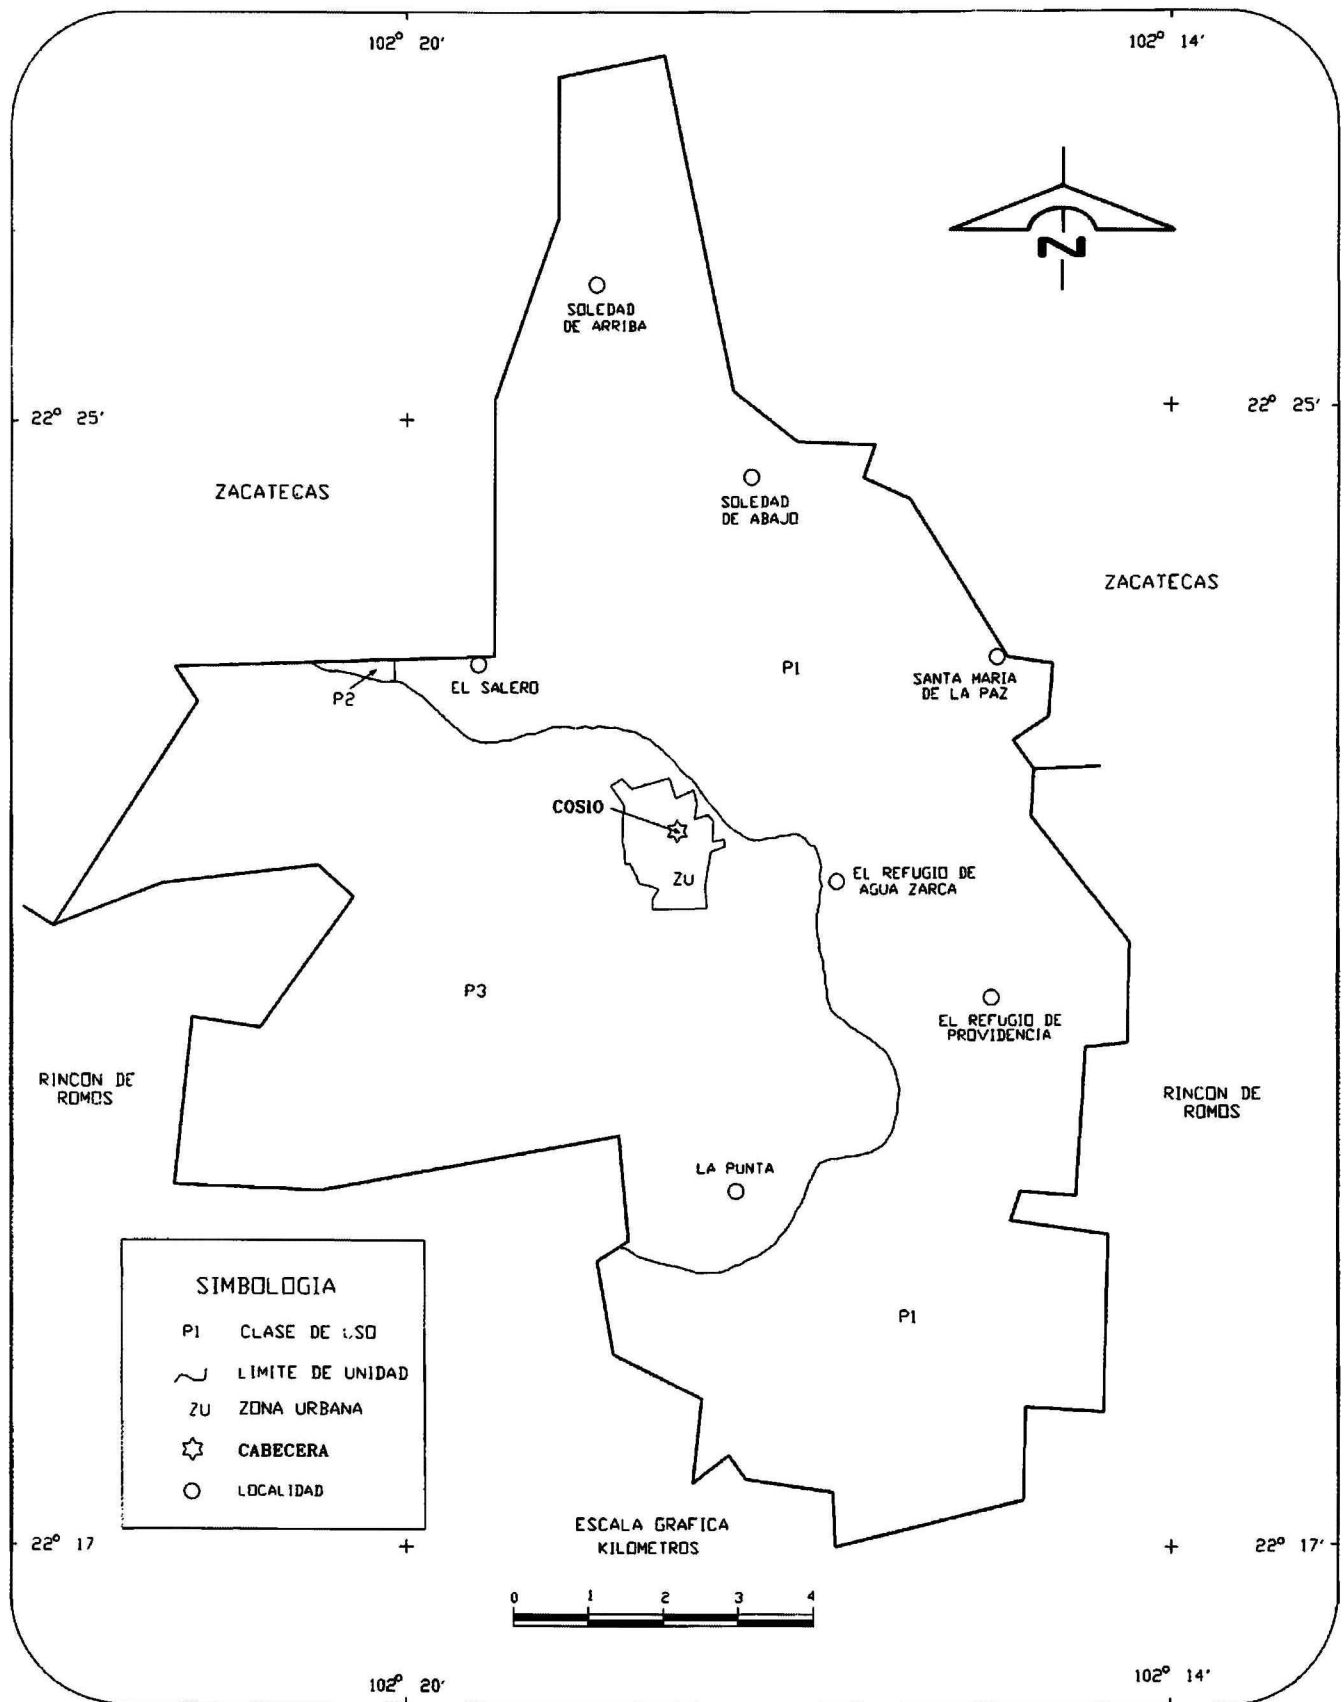 102° 20'
102° 14'
N
SOLEDAD
DE ARRIBA
22° 25'
22° 25'
ZACATECAS
SOLEDAD
DE ABAJO
ZACATECAS
P1
EL SALERO
SANTA MARIA
DE LA PAZ
P2
COSIO
ZU
EL REFUGIO DE
AGUA ZARCA
P3
EL REFUGIO DE
PROVIDENCIA
RINCON DE
ROMOS
RINCON DE
ROMOS
LA PUNTA
SIMBOLOGIA
P1 CLASE DE USO
LIMITE DE UNIDAD
ZU ZONA URBANA
CABECERA
LOCALIDAD
P1
ESCALA GRAFICA
KILOMETROS
22° 17
22° 17'
0 1 2 3 4
102° 20'
102° 14'